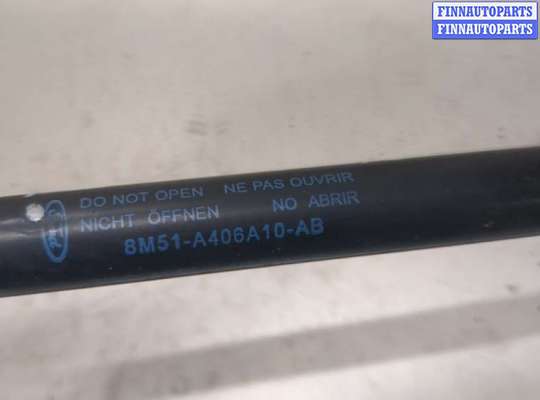 FINNAUTOPARTS
FINNAUTOPARTS
DO NOT OPEN NE PAS OUVRIR
NICHT ÖFFNEN NO ABRIR
8M51-A406A10-AB